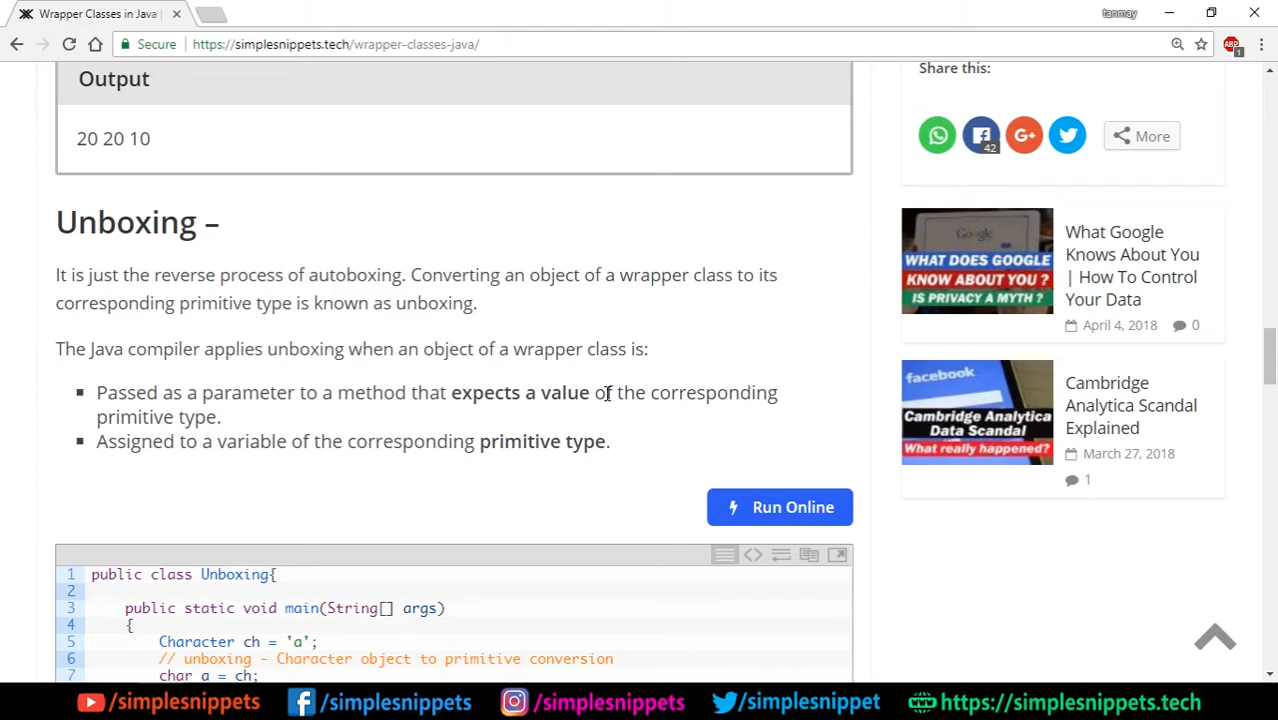 Wrapper Classes in Java |
tanmay
Secure
https://simplesnippets.tech/wrapper-classes-java/
ABP
1
Output
20 20 10
Unboxing –
It is just the reverse process of autoboxing. Converting an object of a wrapper class to its
corresponding primitive type is known as unboxing.
The Java compiler applies unboxing when an object of a wrapper class is:
Passed as a parameter to a method that expects a value of the corresponding
primitive type.
Assigned to a variable of the corresponding primitive type.
Run Online
1 public class Unboxing{
2
3 public static void main(String[] args)
4 {
5 Character ch = 'a';
6 // unboxing - Character object to primitive conversion
7 char a = ch;
Share this:
G+
42
More
Google
WHAT DOES GOOGLE
KNOW ABOUT YOU ?
IS PRIVACY A MYTH ?
What Google
Knows About You
| How To Control
Your Data
April 4, 2018
0
facebook
Cambridge Analytica
Data Scandal
What really happened?
Cambridge
Analytica Scandal
Explained
March 27, 2018
1
/simplesnippets
/simplesnippets
/simplesnippets
/simplesnippets
https://simplesnippets.tech